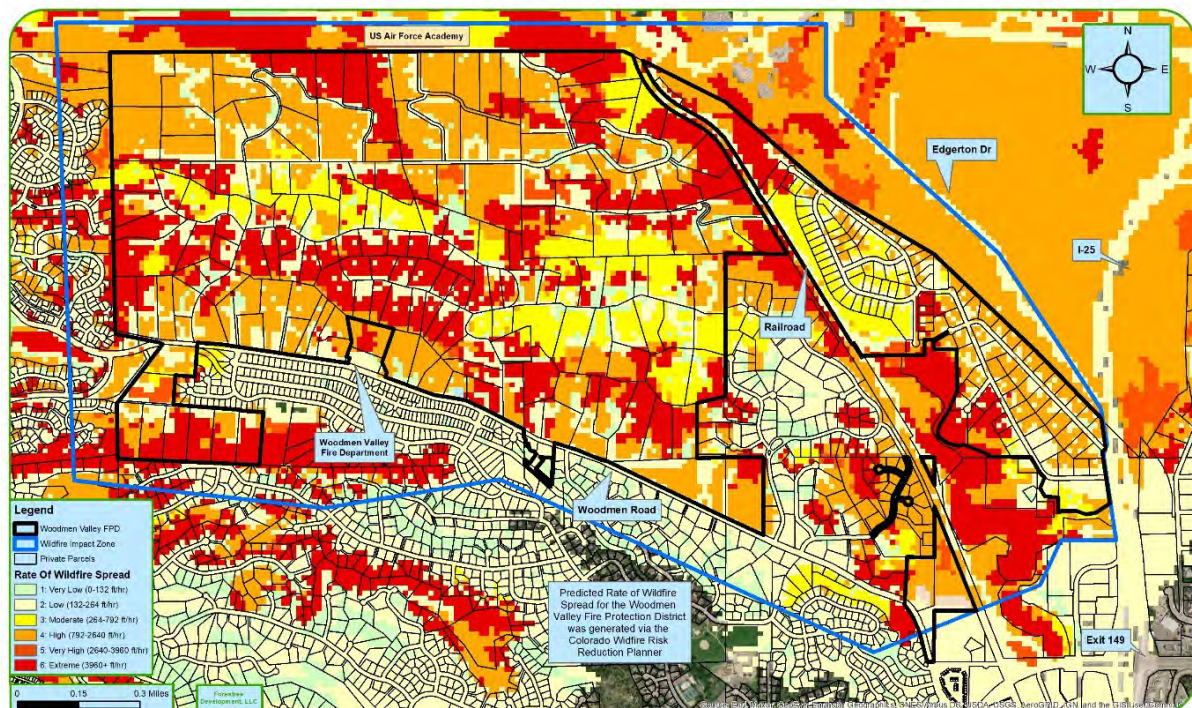 US Air Force Academy
N
W
E
S
Edgerton Dr
I-25
Railroad
Woodmen Valley
Fire Department
Woodmen Road
Legend
Woodmen Valley FPD
Wildfire Impact Zone
Private Parcels
Rate Of Wildfire Spread
1: Very Low (0-132 ft/hr)
2: Low (132-264 ft/hr)
3: Moderate (264-792 ft/hr)
4: High (792-2640 ft/hr)
5: Very High (2640-3960 ft/hr)
6: Extreme (3960+ ft/hr)
Predicted Rate of Wildfire
Spread for the Woodmen
Valley Fire Protection District
was generated via the
Colorado Widfire Risk
Reduction Planner
Exit 149
0 0.15 0.3 Miles
Forestree
Development, LLC